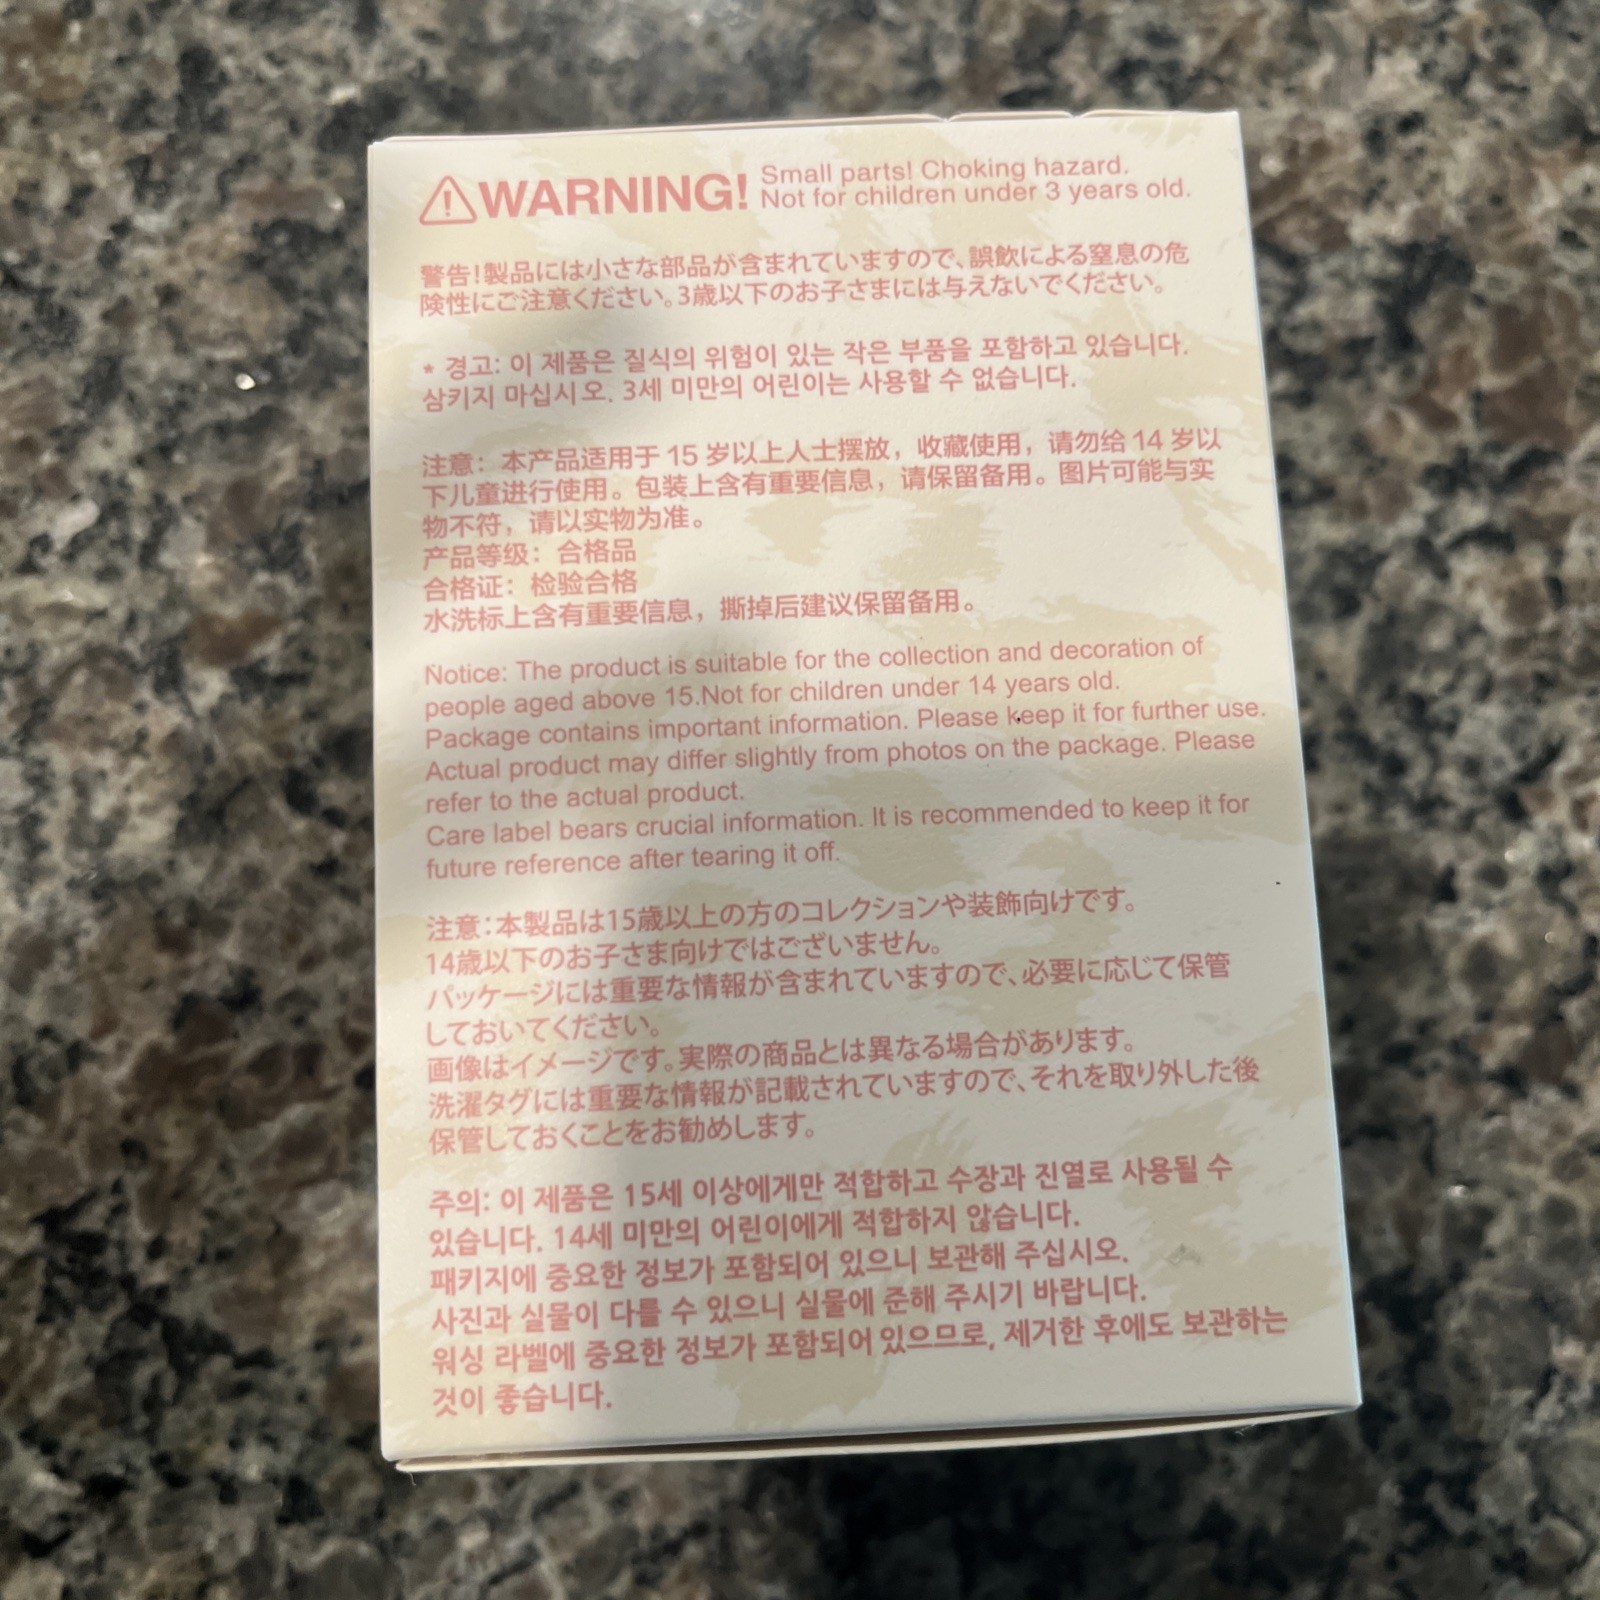 WARNING! Small parts! Choking hazard.
Not for children under 3 years old.
警告!製品には小さな部品が含まれていますので、誤飲による窒息の危
険性にご注意ください。3歳以下のお子さまには与えないでください。
* 경고: 이 제품은 질식의 위험이 있는 작은 부품을 포함하고 있습니다.
삼키지 마십시오. 3세 미만의 어린이는 사용할 수 없습니다.
注意：本产品适用于 15 岁以上人士摆放，收藏使用，请勿给 14 岁以
下儿童进行使用。包装上含有重要信息，请保留备用。图片可能与实
物不符，请以实物为准。
产品等级：合格品
合格证：检验合格
水洗标上含有重要信息，撕掉后建议保留备用。
Notice: The product is suitable for the collection and decoration of
people aged above 15.Not for children under 14 years old.
Package contains important information. Please keep it for further use.
Actual product may differ slightly from photos on the package. Please
refer to the actual product.
Care label bears crucial information. It is recommended to keep it for
future reference after tearing it off.
注意：本製品は15歳以上の方のコレクションや装飾向けです。
14歳以下のお子さま向けではございません。
パッケージには重要な情報が含まれていますので、必要に応じて保管
しておいてください。
画像はイメージです。実際の商品とは異なる場合があります。
洗濯タグには重要な情報が記載されていますので、それを取り外した後
保管しておくことをお勧めします。
주의: 이 제품은 15세 이상에게만 적합하고 수장과 진열로 사용될 수
있습니다. 14세 미만의 어린이에게 적합하지 않습니다.
패키지에 중요한 정보가 포함되어 있으니 보관해 주십시오.
사진과 실물이 다를 수 있으니 실물에 준해 주시기 바랍니다.
워싱 라벨에 중요한 정보가 포함되어 있으므로, 제거한 후에도 보관하는
것이 좋습니다.